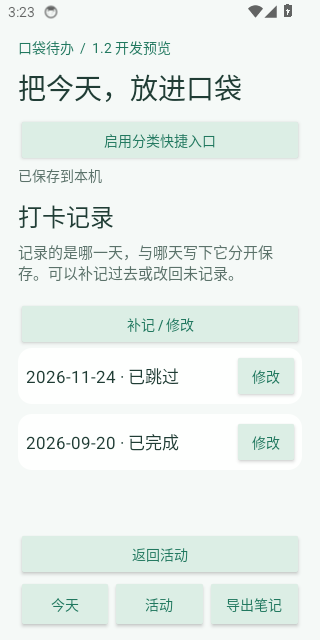 3:23
口袋待办 / 1.2 开发预览
把今天，放进口袋
启用分类快捷入口
已保存到本机
打卡记录
记录的是哪一天，与哪天写下它分开保
存。可以补记过去或改回未记录。
补记 / 修改
2026-11-24 · 已跳过
修改
2026-09-20 · 已完成
修改
返回活动
今天
活动
导出笔记